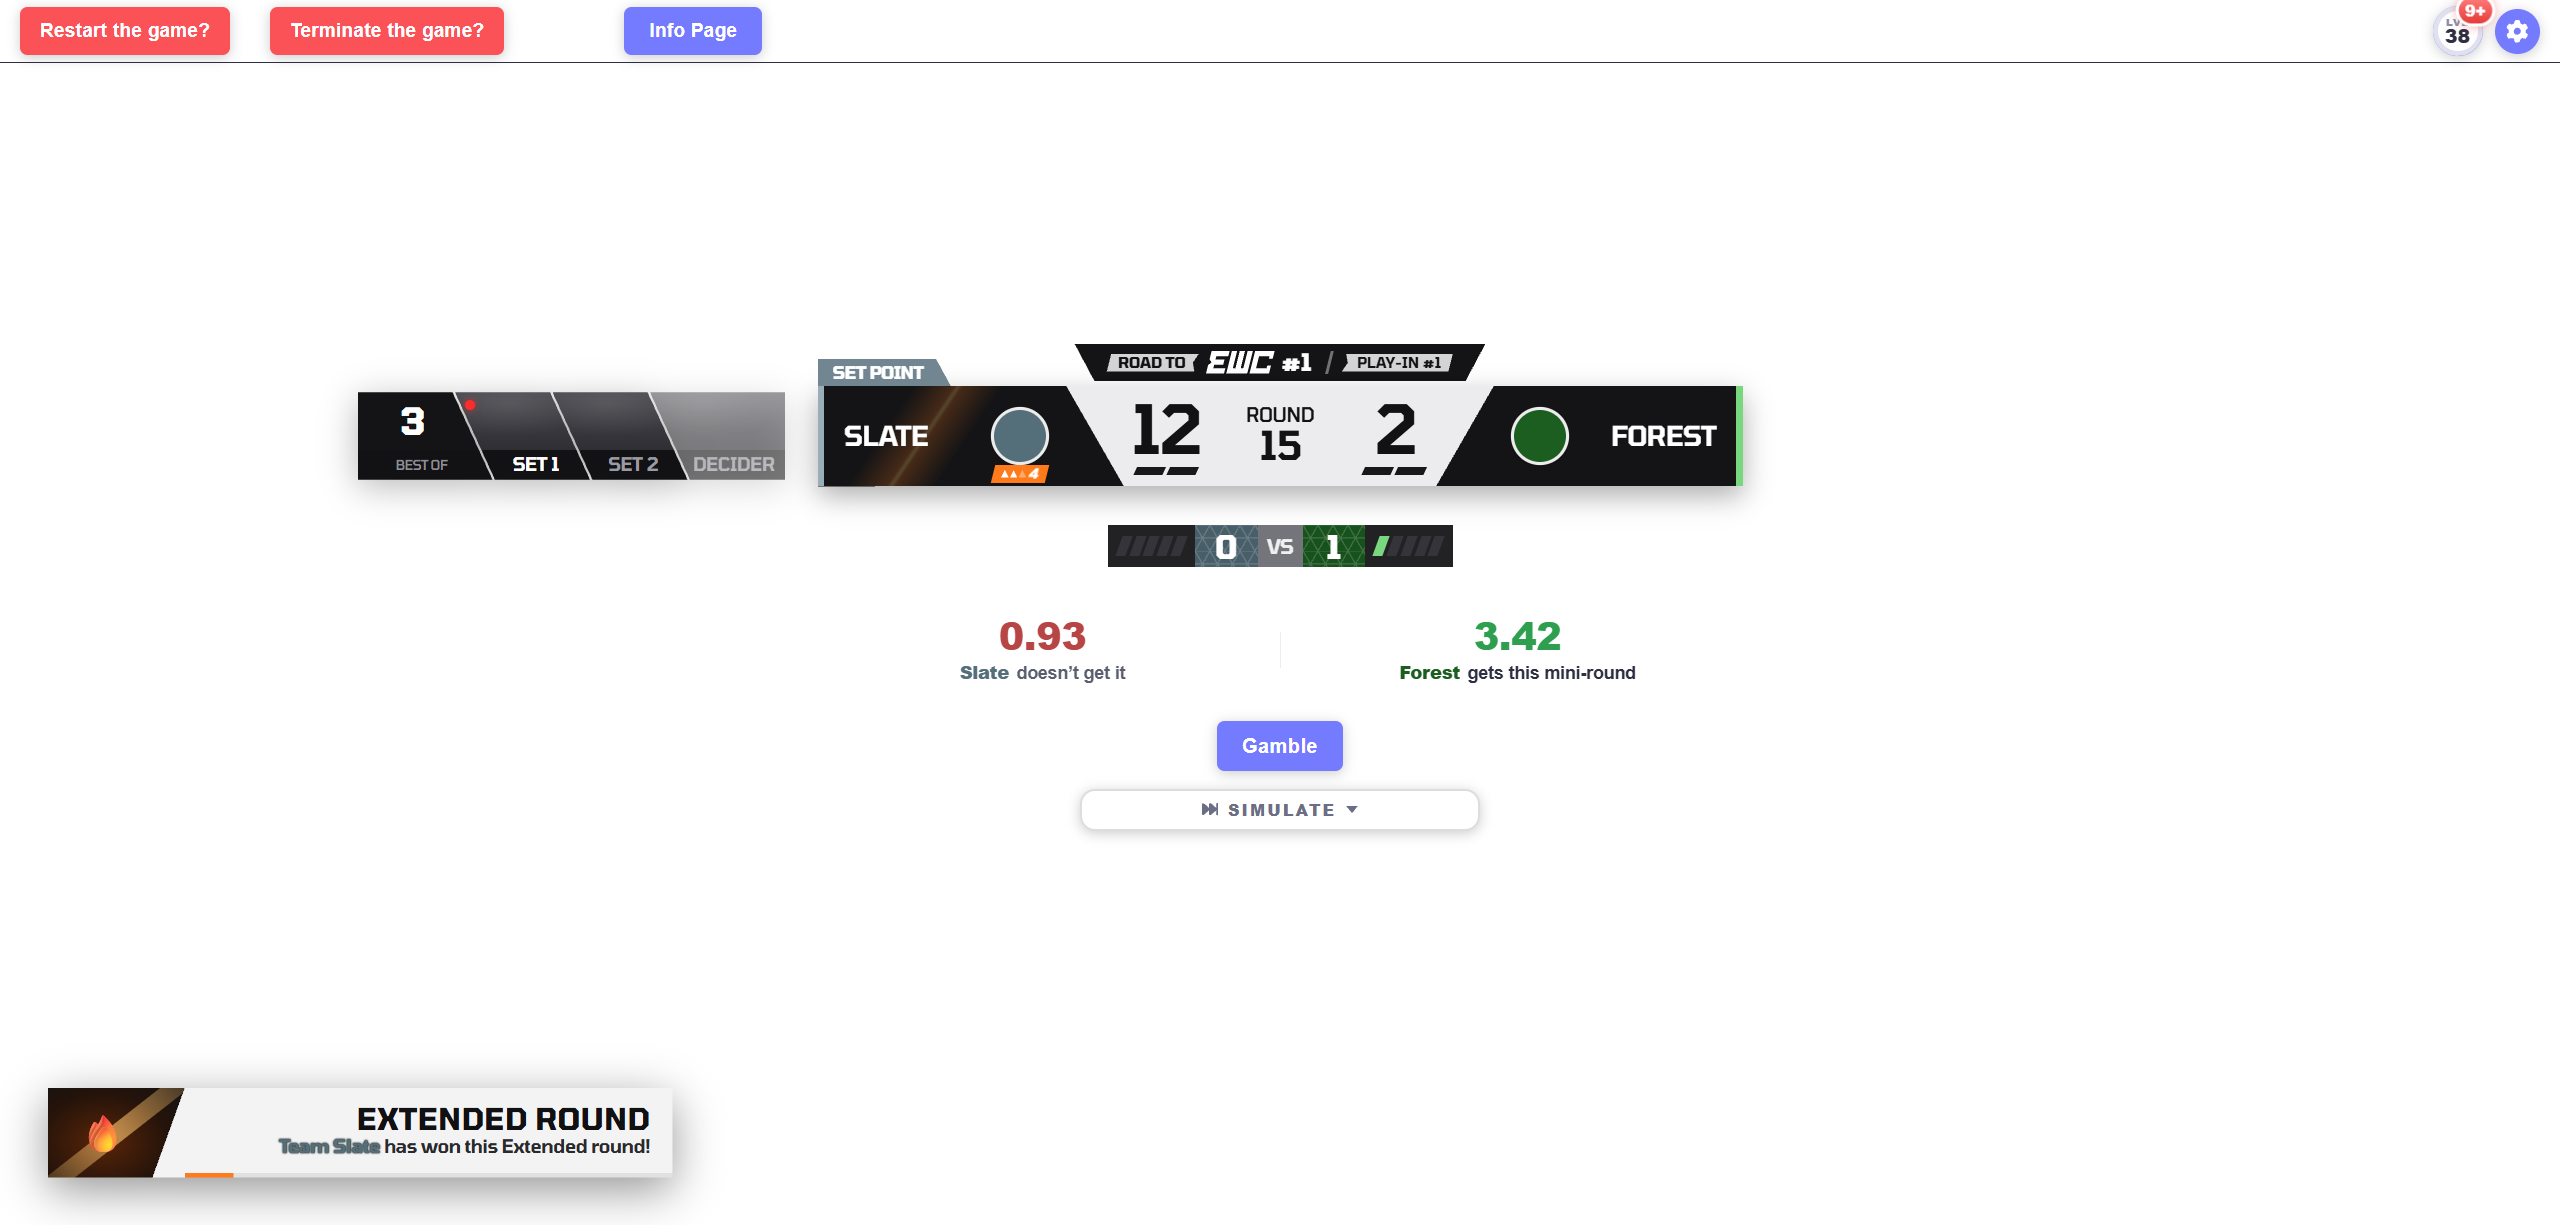 Restart the game?
Terminate the game?
Info Page
9+
LVL
38
ROAD TO EWC #1 / PLAY-IN #1
SET POINT
3
BEST OF
SET 1
SET 2
DECIDER
SLATE
4
12
ROUND
15
2
FOREST
0 VS 1
0.93
Slate doesn’t get it
3.42
Forest gets this mini-round
Gamble
SIMULATE
EXTENDED ROUND
Team Slate has won this Extended round!